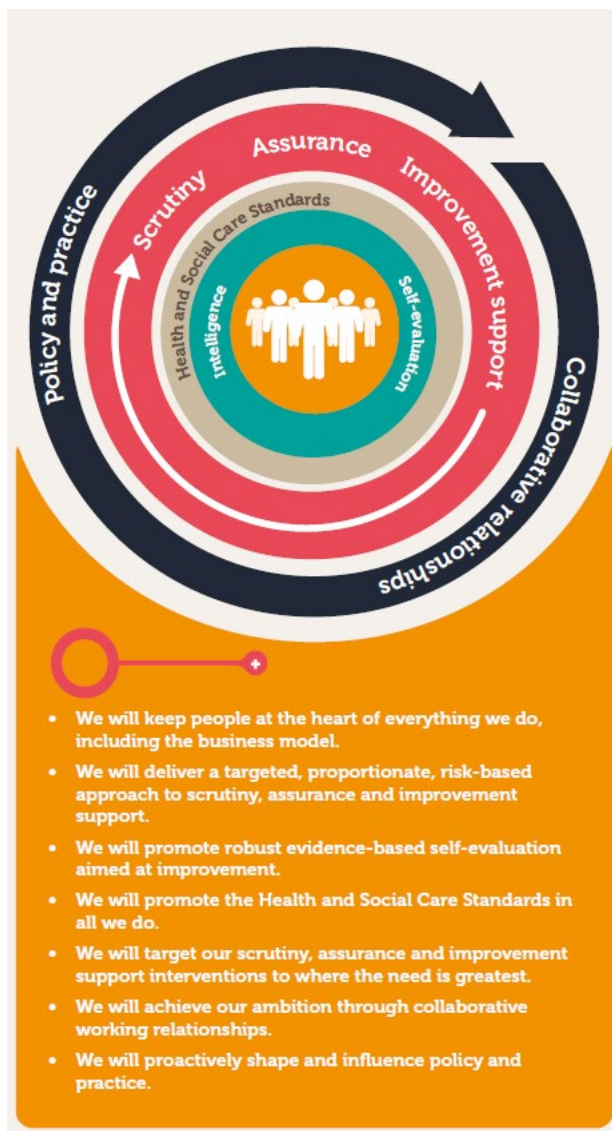 Policy and practice
Collaborative relationships
Scrutiny
Assurance
Improvement support
Health and Social Care Standards
Intelligence
Self-evaluation
• We will keep people at the heart of everything we do,
including the business model.
• We will deliver a targeted, proportionate, risk-based
approach to scrutiny, assurance and improvement
support.
• We will promote robust evidence-based self-evaluation
aimed at improvement.
• We will promote the Health and Social Care Standards in
all we do.
• We will target our scrutiny, assurance and improvement
support interventions to where the need is greatest.
• We will achieve our ambition through collaborative
working relationships.
• We will proactively shape and influence policy and
practice.